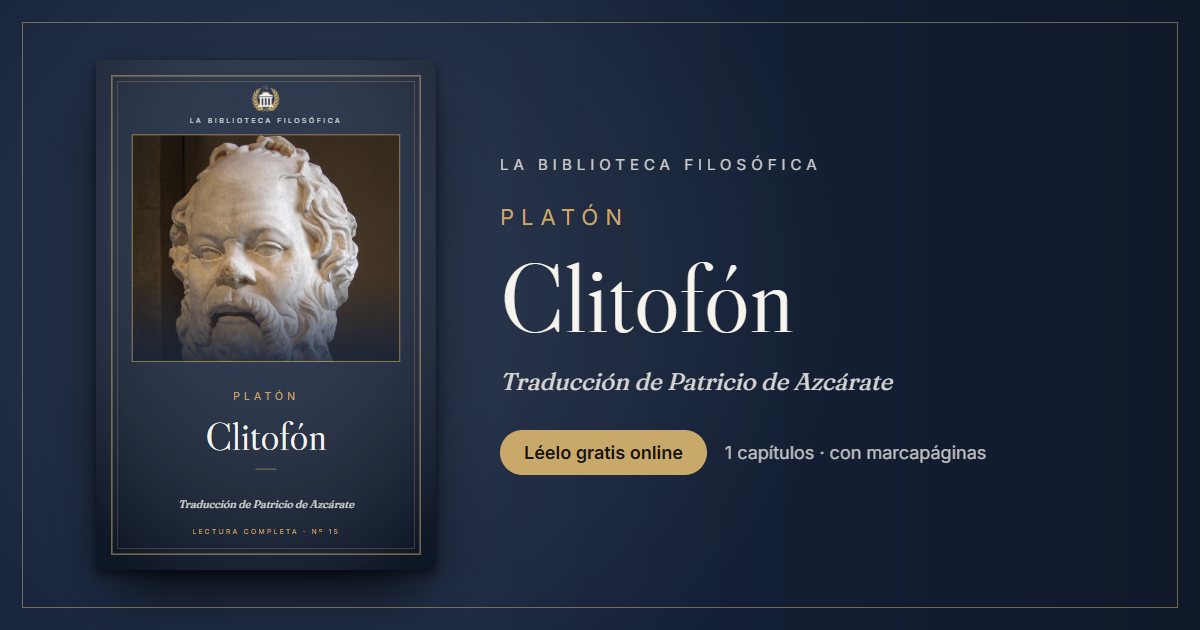 LA BIBLIOTECA FILOSÓFICA
PLATÓN
Clitofón
Traducción de Patricio de Azcárate
LECTURA COMPLETA · Nº 15
LA BIBLIOTECA FILOSÓFICA
PLATÓN
Clitofón
Traducción de Patricio de Azcárate
Léelo gratis online
1 capítulos · con marcapáginas